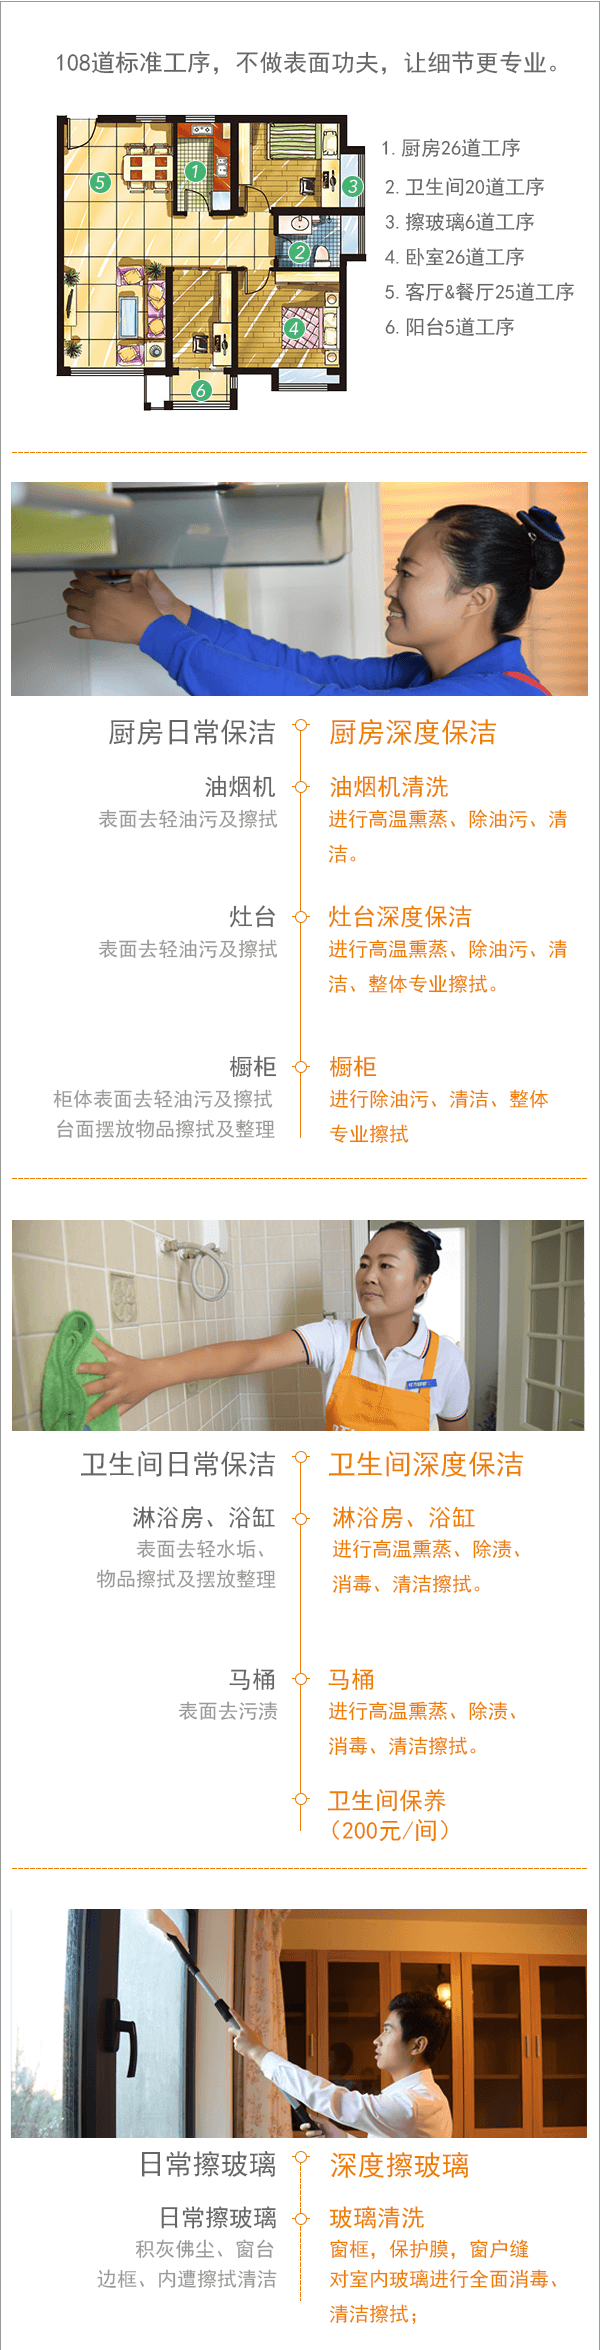 108道标准工序，不做表面功夫，让细节更专业。
1. 厨房26道工序
2. 卫生间20道工序
3. 擦玻璃6道工序
4. 卧室26道工序
5. 客厅&餐厅25道工序
6. 阳台5道工序
1
2
3
4
5
6
厨房日常保洁
厨房深度保洁
油烟机
表面去轻油污及擦拭
油烟机清洗
进行高温熏蒸、除油污、清
洁。
灶台
表面去轻油污及擦拭
灶台深度保洁
进行高温熏蒸、除油污、清
洁、整体专业擦拭。
橱柜
柜体表面去轻油污及擦拭
台面摆放物品擦拭及整理
橱柜
进行除油污、清洁、整体
专业擦拭
卫生间日常保洁
卫生间深度保洁
淋浴房、浴缸
表面去轻水垢、
物品擦拭及摆放整理
淋浴房、浴缸
进行高温熏蒸、除渍、
消毒、清洁擦拭。
马桶
表面去污渍
马桶
进行高温熏蒸、除渍、
消毒、清洁擦拭。
卫生间保养
（200元/间）
日常擦玻璃
深度擦玻璃
日常擦玻璃
积灰佛尘、窗台
边框、内遭擦拭清洁
玻璃清洗
窗框，保护膜，窗户缝
对室内玻璃进行全面消毒、
清洁擦拭；